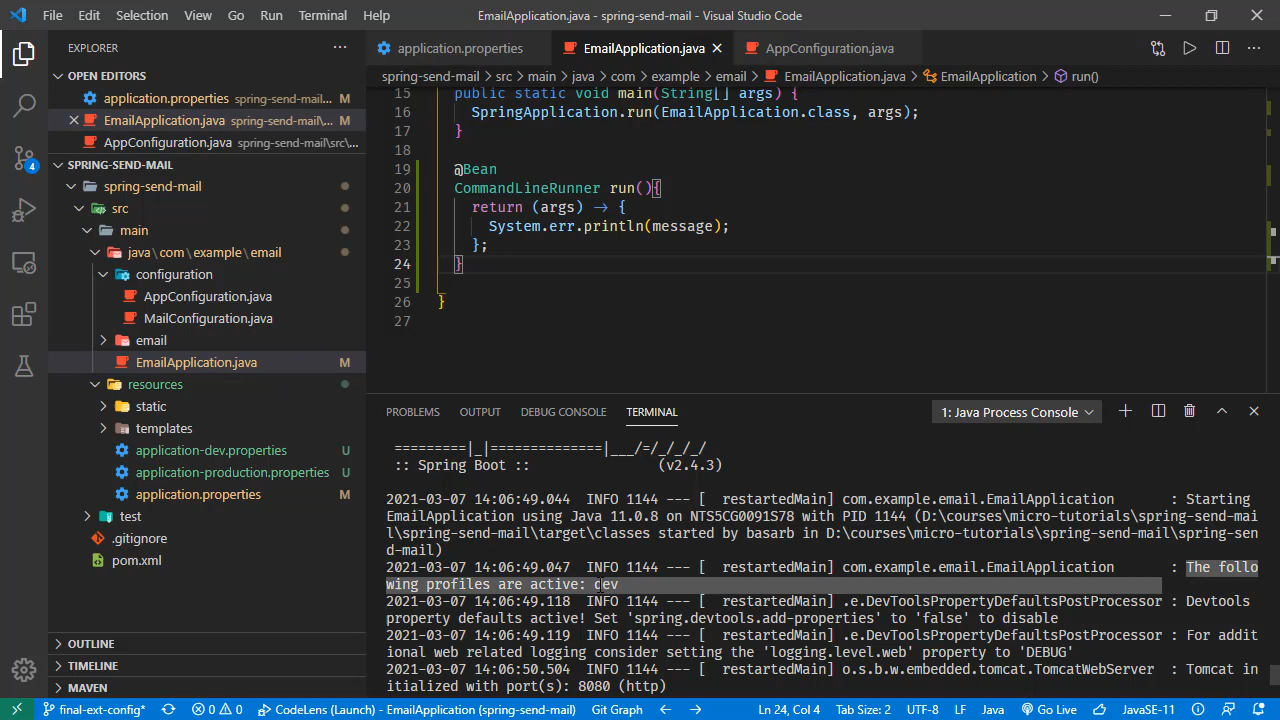 File Edit Selection View Go Run Terminal Help
EmailApplication.java - spring-send-mail - Visual Studio Code
EXPLORER
OPEN EDITORS
application.properties spring-send-mail... M
EmailApplication.java spring-send-mail\... M
AppConfiguration.java spring-send-mail\src\...
SPRING-SEND-MAIL
spring-send-mail
src
main
java\com\example\email
configuration
AppConfiguration.java
MailConfiguration.java
email
EmailApplication.java M
resources
static
templates
application-dev.properties U
application-production.properties U
application.properties M
test
.gitignore
pom.xml
OUTLINE
TIMELINE
MAVEN
4
application.properties EmailApplication.java AppConfiguration.java
spring-send-mail > src > main > java > com > example > email > EmailApplication.java > EmailApplication > run()
15 public static void main(String[] args) {
16 SpringApplication.run(EmailApplication.class, args);
17 }
18
19 @Bean
20 CommandLineRunner run(){
21 return (args) -> {
22 System.err.println(message);
23 };
24 }
25
26 }
27
PROBLEMS OUTPUT DEBUG CONSOLE TERMINAL 1: Java Process Console
=========|_|==============|___/=/_/_/_/
:: Spring Boot :: (v2.4.3)
2021-03-07 14:06:49.044 INFO 1144 --- [ restartedMain] com.example.email.EmailApplication : Starting
EmailApplication using Java 11.0.8 on NTS5CG0091S78 with PID 1144 (D:\courses\micro-tutorials\spring-send-mai
l\spring-send-mail\target\classes started by basarb in D:\courses\micro-tutorials\spring-send-mail\spring-sen
d-mail)
2021-03-07 14:06:49.047 INFO 1144 --- [ restartedMain] com.example.email.EmailApplication : The follo
wing profiles are active: dev
2021-03-07 14:06:49.118 INFO 1144 --- [ restartedMain] .e.DevToolsPropertyDefaultsPostProcessor : Devtools
property defaults active! Set 'spring.devtools.add-properties' to 'false' to disable
2021-03-07 14:06:49.119 INFO 1144 --- [ restartedMain] .e.DevToolsPropertyDefaultsPostProcessor : For addit
ional web related logging consider setting the 'logging.level.web' property to 'DEBUG'
2021-03-07 14:06:50.504 INFO 1144 --- [ restartedMain] o.s.b.w.embedded.tomcat.TomcatWebServer : Tomcat in
itialized with port(s): 8080 (http)
final-ext-config* 0 0 CodeLens (Launch) - EmailApplication (spring-send-mail) Git Graph Ln 24, Col 4 Tab Size: 2 UTF-8 LF Java Go Live JavaSE-11